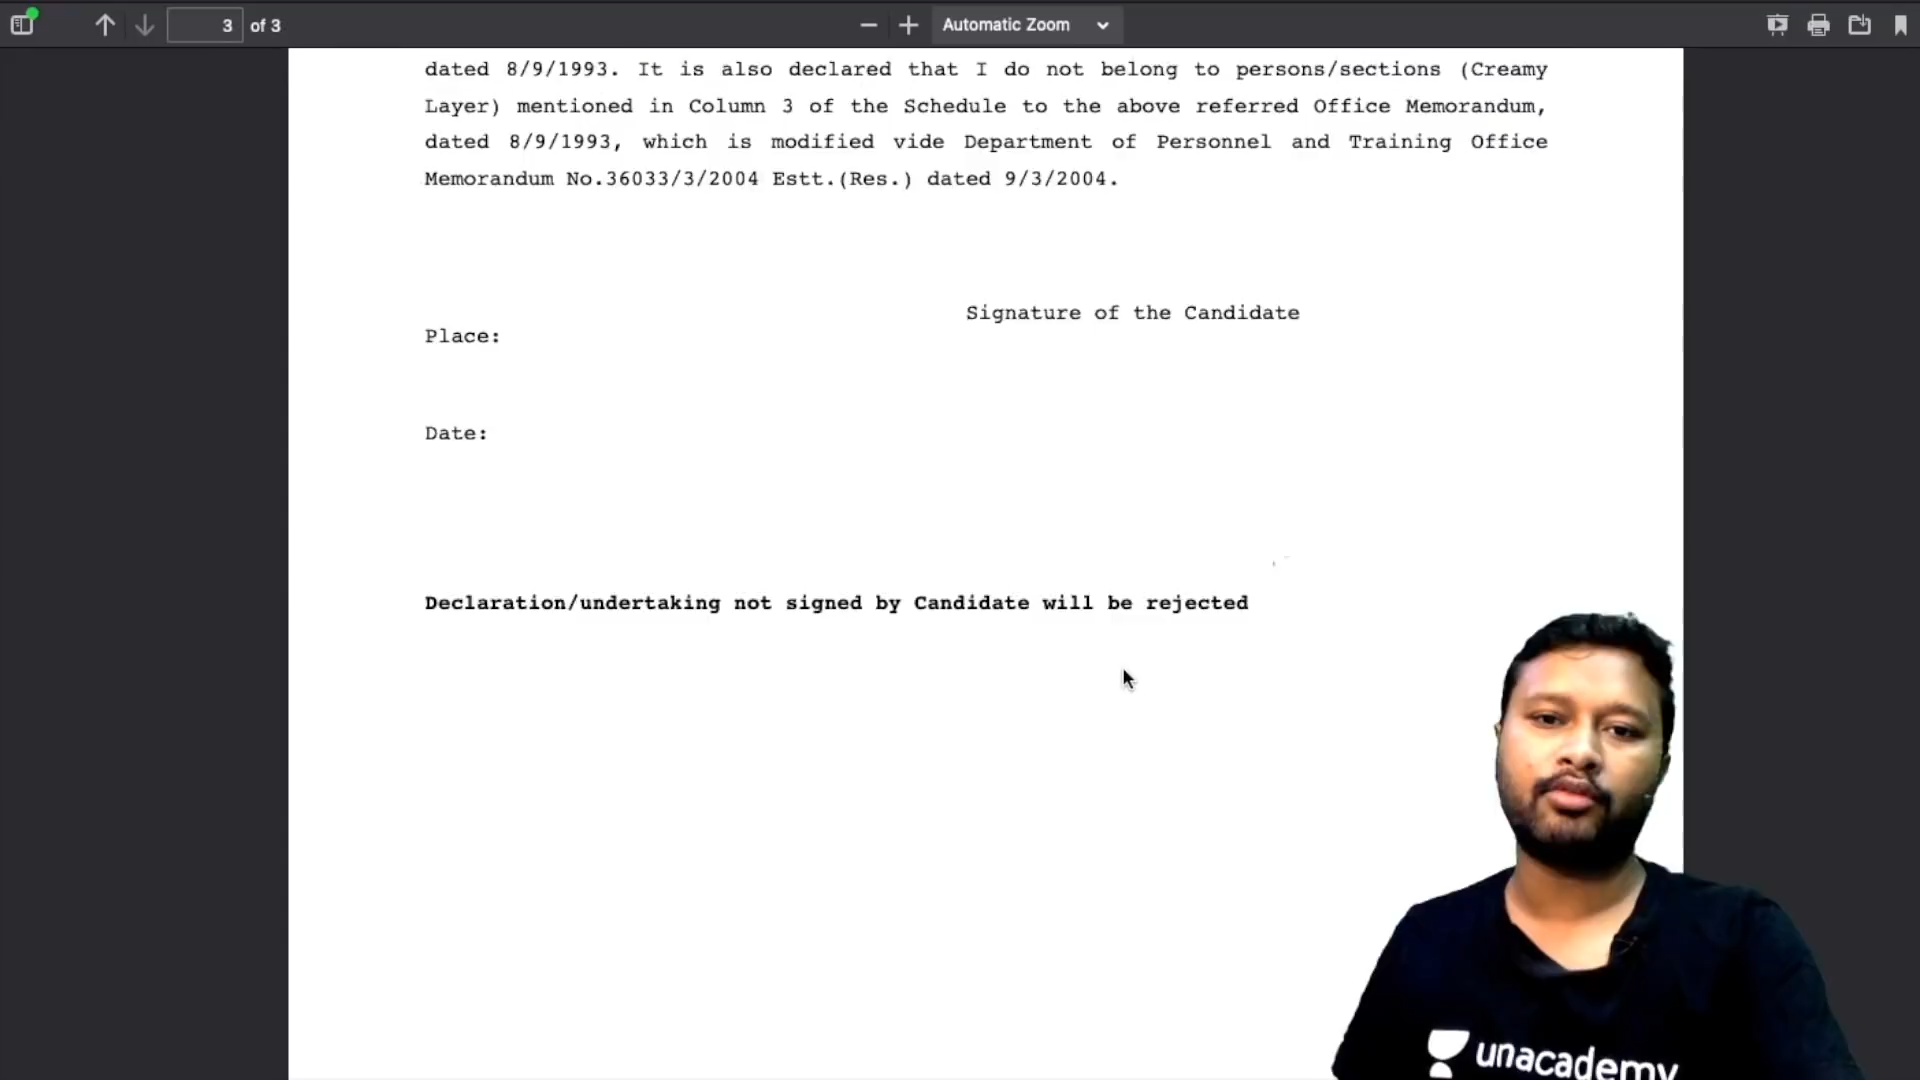 3 of 3
Automatic Zoom
dated 8/9/1993. It is also declared that I do not belong to persons/sections (Creamy
Layer) mentioned in Column 3 of the Schedule to the above referred Office Memorandum,
dated 8/9/1993, which is modified vide Department of Personnel and Training Office
Memorandum No.36033/3/2004 Estt.(Res.) dated 9/3/2004.
Signature of the Candidate
Place:
Date:
Declaration/undertaking not signed by Candidate will be rejected
unacademy